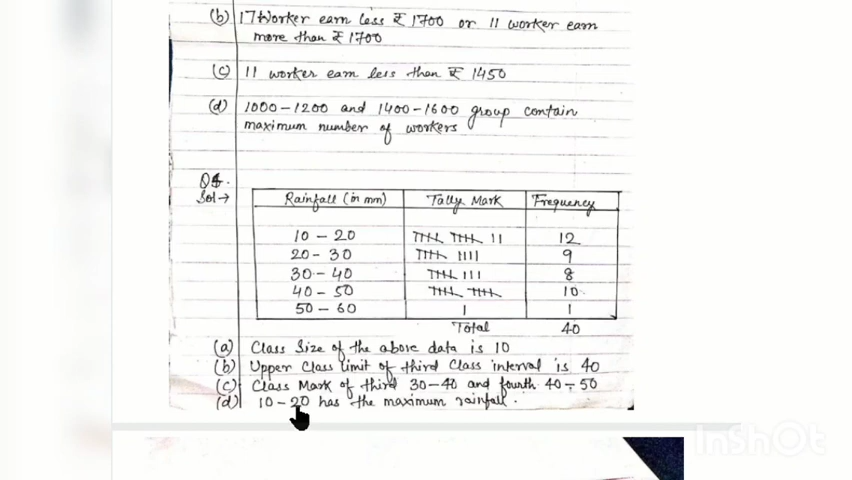 (b) 17 Worker earn less ₹ 1700 or 11 worker earn
more than ₹ 1700
(c) 11 worker earn less than ₹ 1450
(d) 1000-1200 and 1400-1600 group contain
maximum number of workers
Q4.
Sol → Rainfall (in mm) Tally Mark Frequency
10 - 20 12
20 - 30 9
30 - 40 8
40 - 50 10
50 - 60 1
Total 40
(a) Class Size of the above data is 10
(b) Upper Class limit of third Class interval is 40
(c) Class Mark of third 30-40 and fourth 40-50
(d) 10-20 has the maximum rainfall.
InShOt